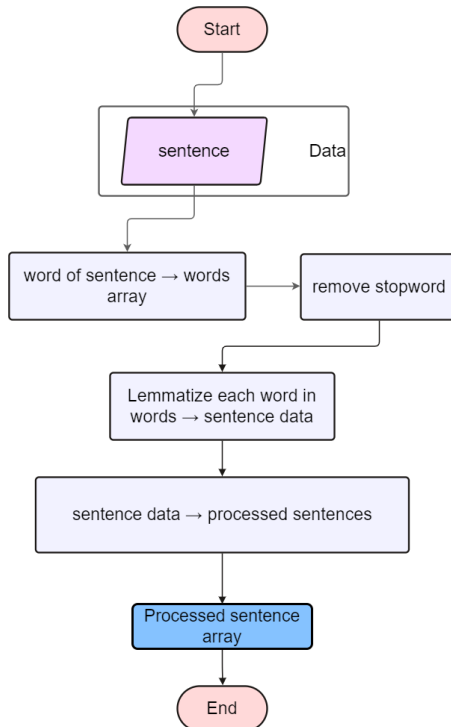 Start
sentence
Data
word of sentence → words
array
remove stopword
Lemmatize each word in
words → sentence data
sentence data → processed sentences
Processed sentence
array
End